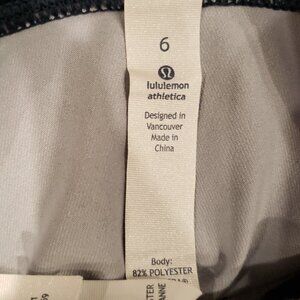 6
lululemon
athletica
Designed in
Vancouver
Made in
China
Body:
82% POLYESTER